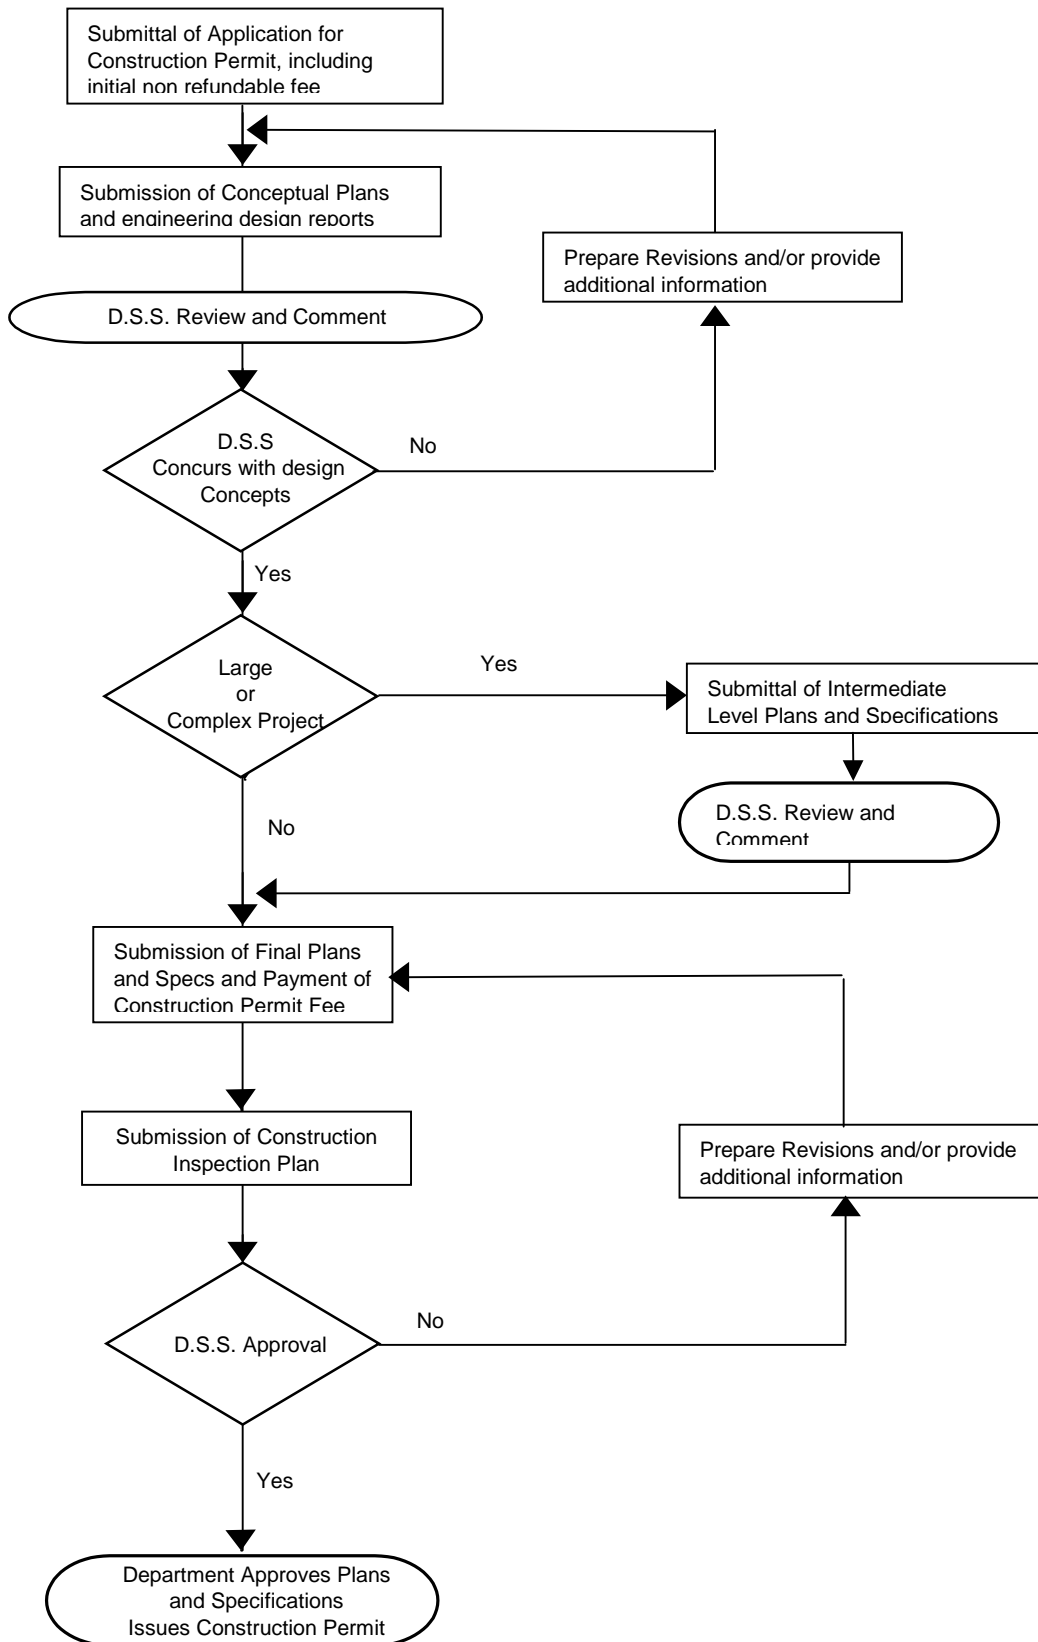 Submittal of Application for
Construction Permit, including
initial non refundable fee
Submission of Conceptual Plans
and engineering design reports
Prepare Revisions and/or provide
additional information
D.S.S. Review and Comment
D.S.S
Concurs with design
Concepts
No
Yes
Large
or
Complex Project
Yes
Submittal of Intermediate
Level Plans and Specifications
D.S.S. Review and
Comment
No
Submission of Final Plans
and Specs and Payment of
Construction Permit Fee
Submission of Construction
Inspection Plan
Prepare Revisions and/or provide
additional information
D.S.S. Approval
No
Yes
Department Approves Plans
and Specifications
Issues Construction Permit